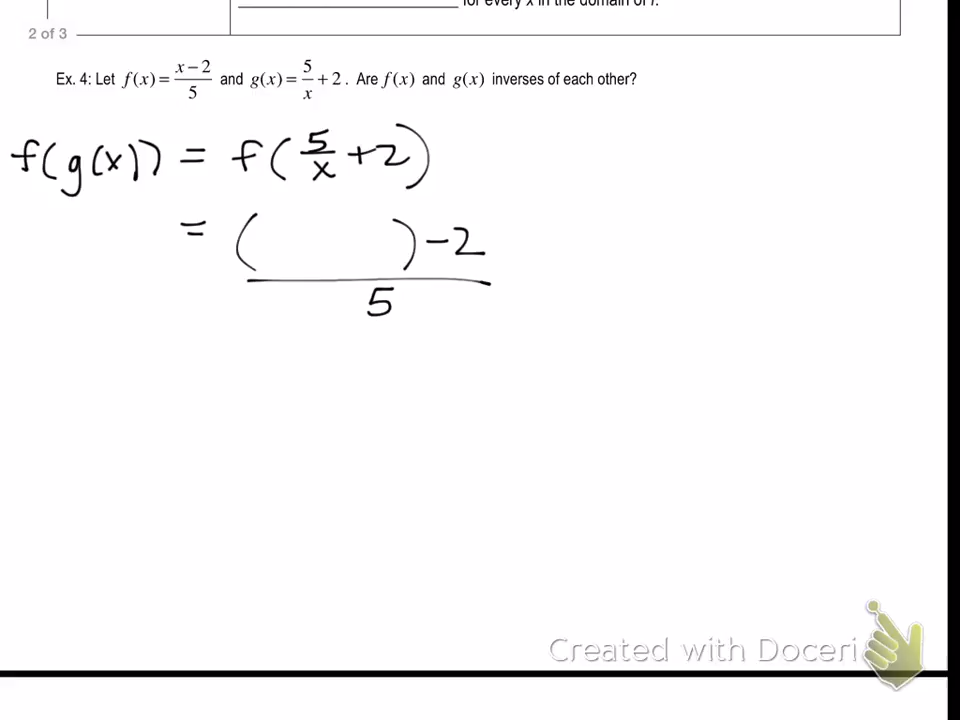 for every x in the domain of f.
2 of 3
Ex. 4: Let f(x) = (x − 2)/5 and g(x) = 5/x + 2. Are f(x) and g(x) inverses of each other?
f(g(x)) = f(5/x + 2)
= (          ) − 2
5
Created with Doceri